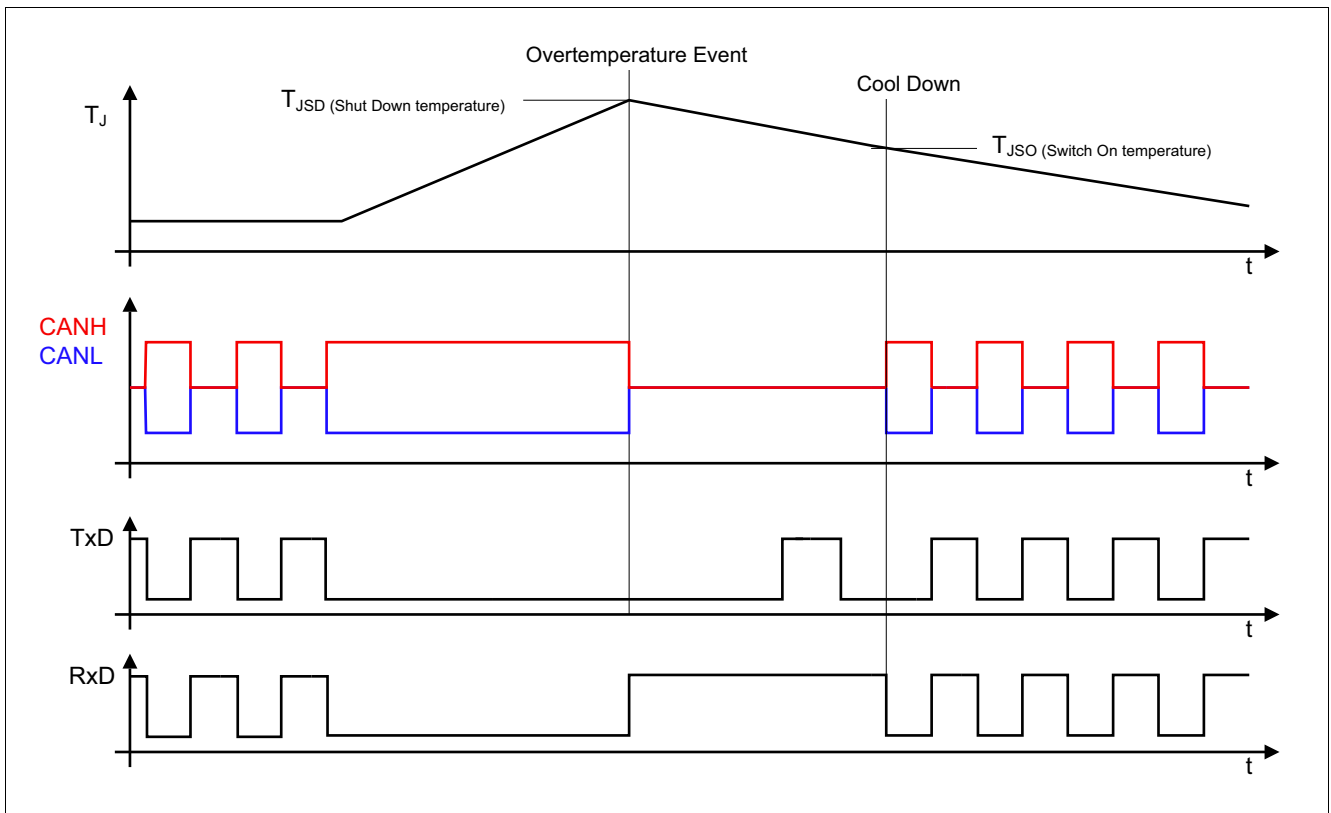 Overtemperature Event
Cool Down
TJ
TJSD (Shut Down temperature)
TJSO (Switch On temperature)
t
CANH
CANL
t
TxD
t
RxD
t